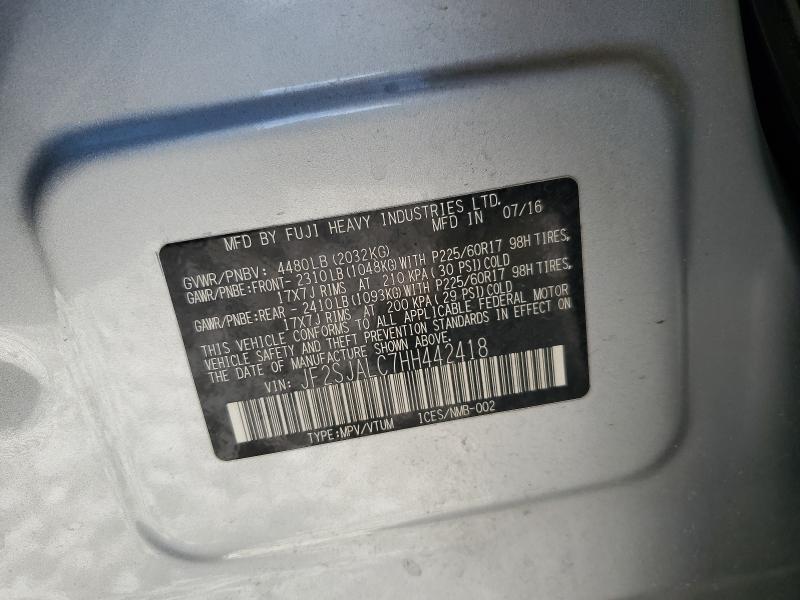 MFD BY FUJI HEAVY INDUSTRIES LTD.
MFD IN 07/16
GVWR/PNBV: 4480LB (2032KG)
GAWR/PNBE:FRONT- 2310LB(1048KG)WITH P225/60R17 98H TIRES,
17X7J RIMS AT 210 KPA(30 PSI)COLD
GAWR/PNBE:REAR - 2410LB(1093KG)WITH P225/60R17 98H TIRES,
17X7J RIMS AT 200 KPA(29 PSI)COLD
THIS VEHICLE CONFORMS TO ALL APPLICABLE FEDERAL MOTOR
VEHICLE SAFETY AND THEFT PREVENTION STANDARDS IN EFFECT ON
THE DATE OF MANUFACTURE SHOWN ABOVE.
VIN: JF2SJALC7HH442418
TYPE:MPV/VTUM ICES/NMB-002